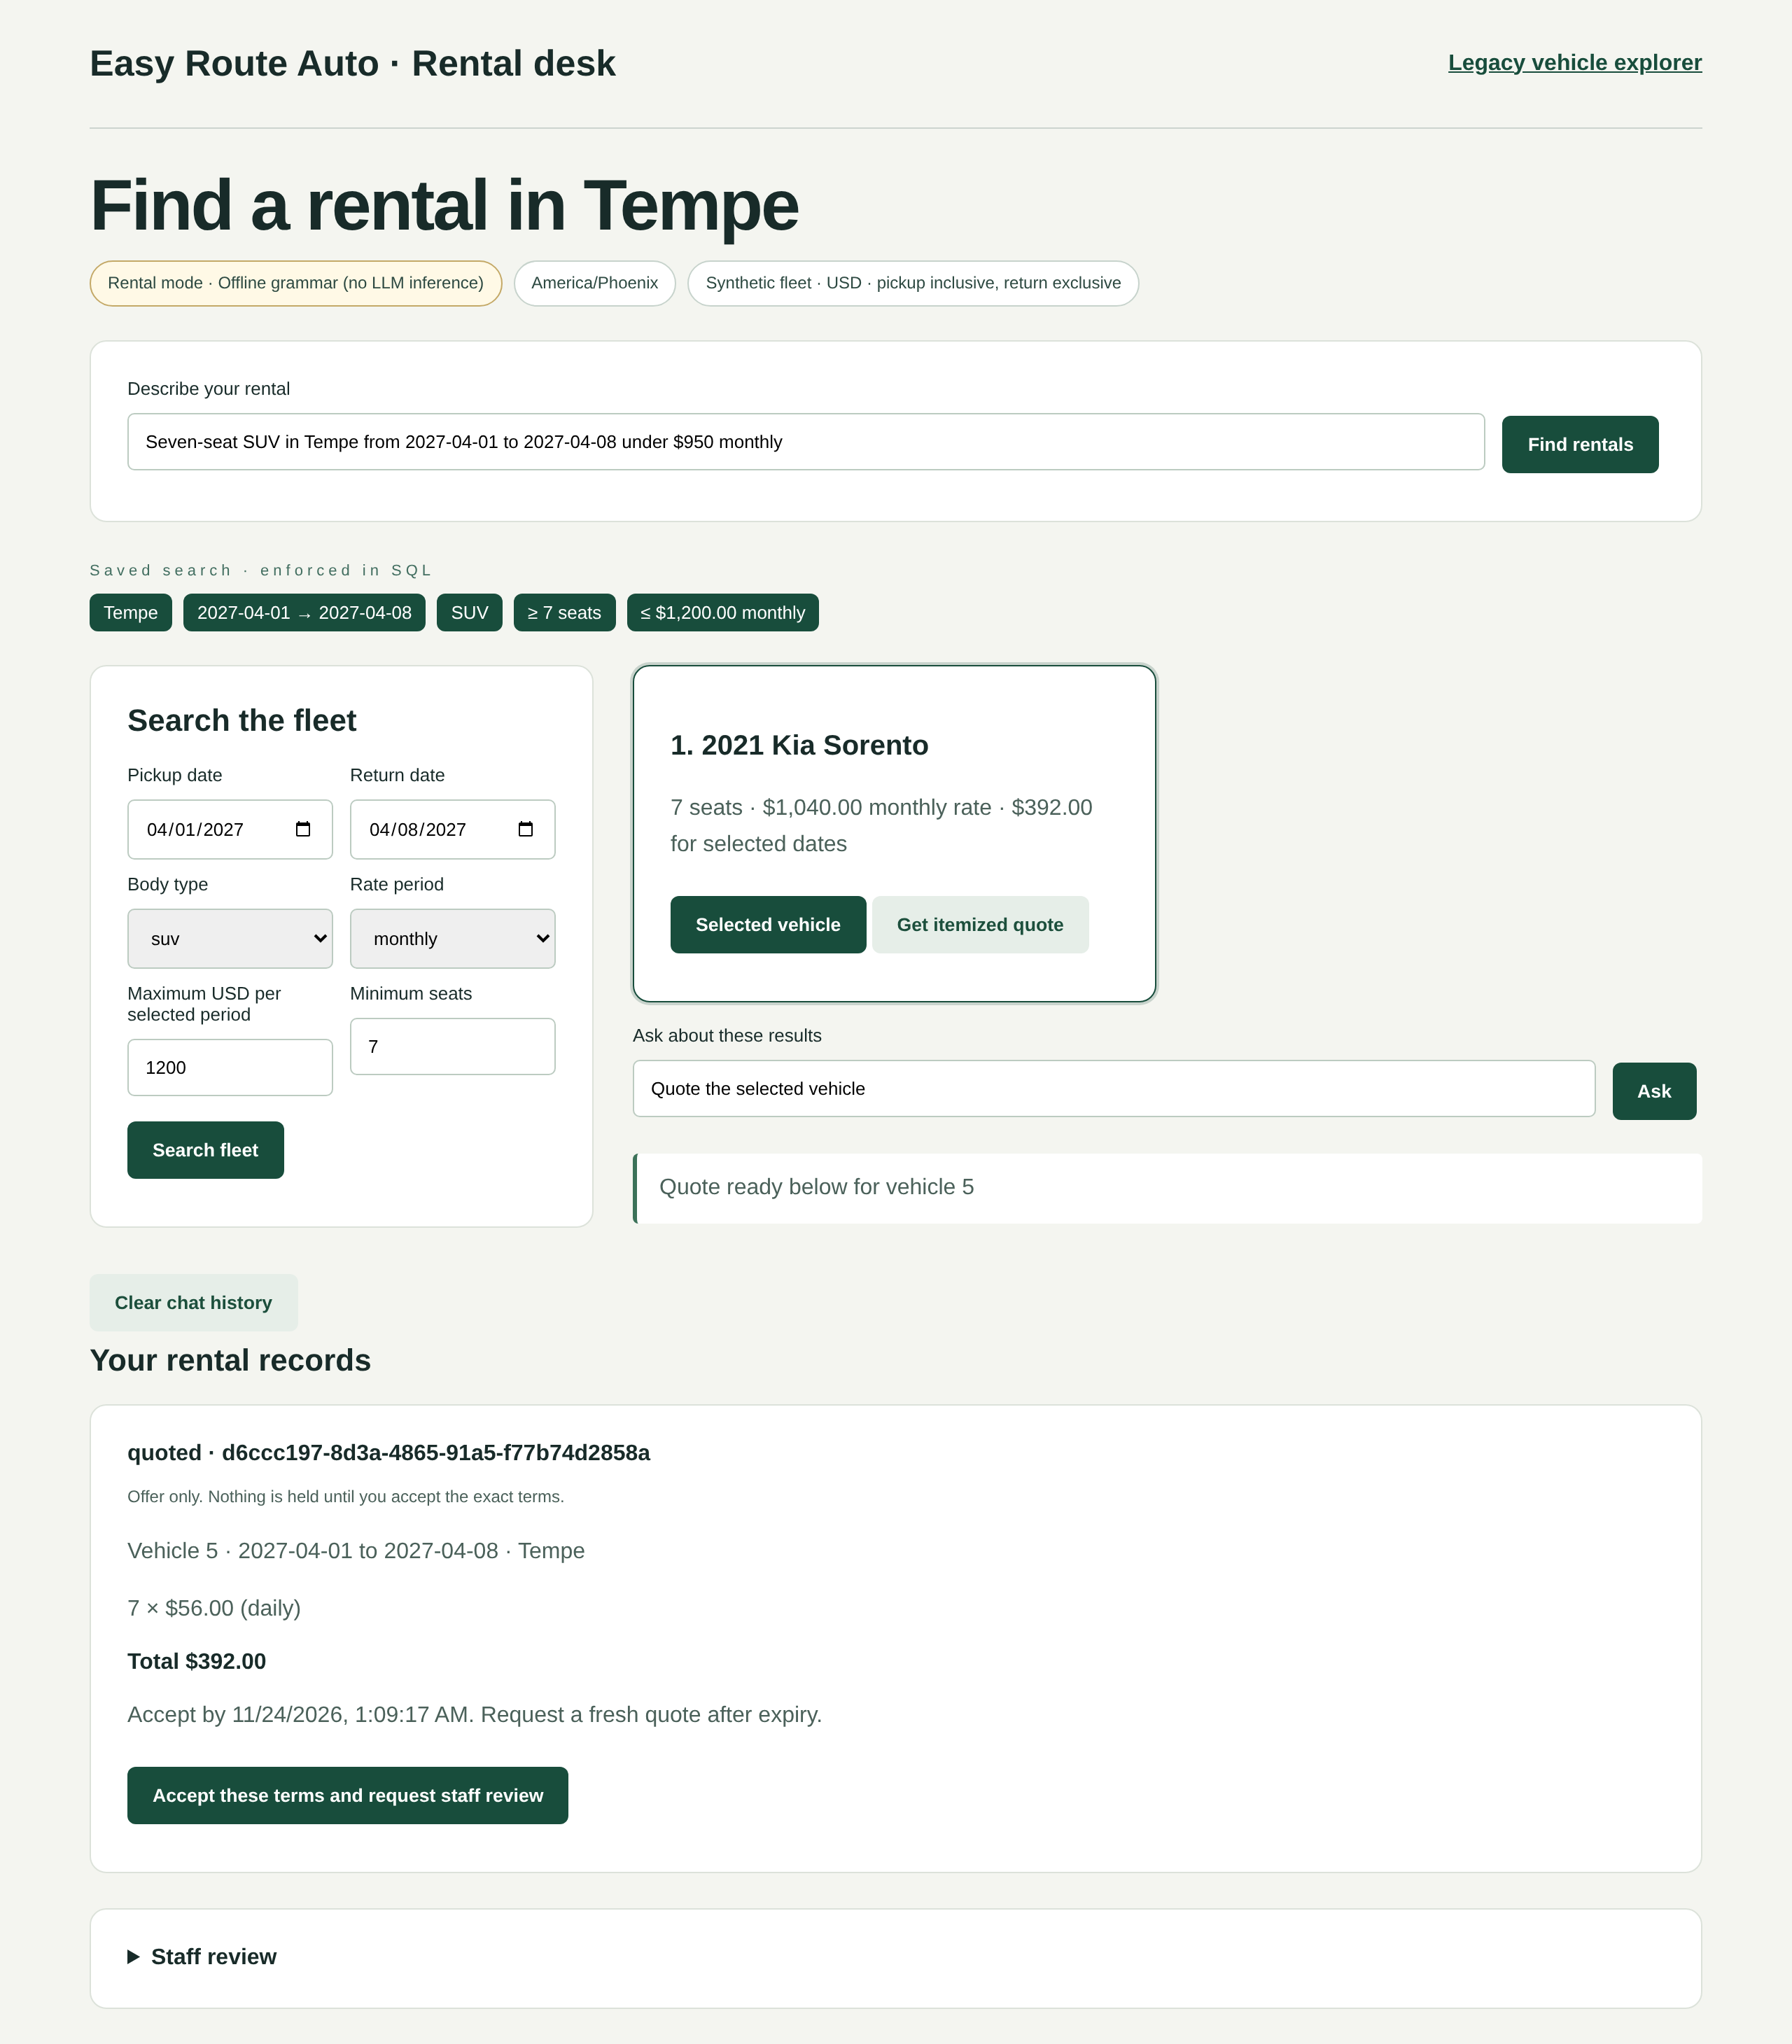 Easy Route Auto · Rental desk
Legacy vehicle explorer
Find a rental in Tempe
Rental mode · Offline grammar (no LLM inference)
America/Phoenix
Synthetic fleet · USD · pickup inclusive, return exclusive
Describe your rental
Seven-seat SUV in Tempe from 2027-04-01 to 2027-04-08 under $950 monthly
Find rentals
Saved search · enforced in SQL
Tempe
2027-04-01 → 2027-04-08
SUV
≥ 7 seats
≤ $1,200.00 monthly
Search the fleet
Pickup date
Return date
04/01/2027
04/08/2027
Body type
Rate period
suv
monthly
Maximum USD per
selected period
Minimum seats
1200
7
Search fleet
1. 2021 Kia Sorento
7 seats · $1,040.00 monthly rate · $392.00
for selected dates
Selected vehicle
Get itemized quote
Ask about these results
Quote the selected vehicle
Ask
Quote ready below for vehicle 5
Clear chat history
Your rental records
quoted · d6ccc197-8d3a-4865-91a5-f77b74d2858a
Offer only. Nothing is held until you accept the exact terms.
Vehicle 5 · 2027-04-01 to 2027-04-08 · Tempe
7 × $56.00 (daily)
Total $392.00
Accept by 11/24/2026, 1:09:17 AM. Request a fresh quote after expiry.
Accept these terms and request staff review
Staff review